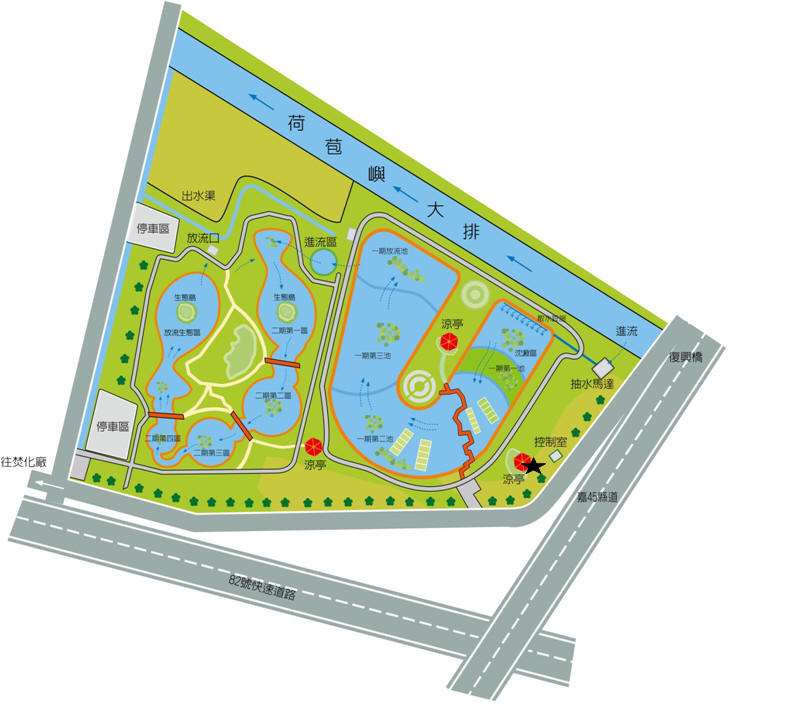 荷苞嶼大排
出水渠
停車區
放流口
進流區
一期放流池
生態島
放流生態區
生態島
二期第一區
涼亭
散水設施
沈澱區
進流
復興橋
一期第三池
一期第一池
抽水馬達
停車區
二期第二區
二期第四區
二期第三區
一期第二池
控制室
往焚化廠
涼亭
涼亭
嘉45縣道
82號快速道路